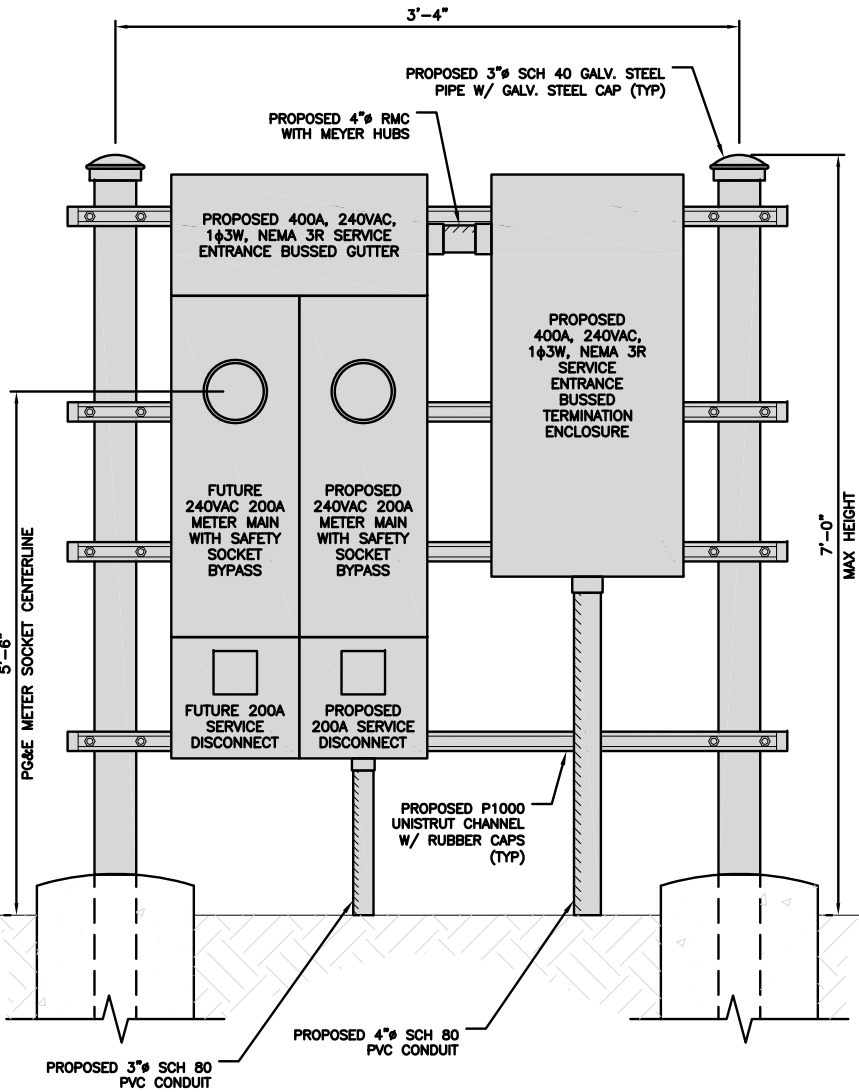 3'-4"
PROPOSED 3"ø SCH 40 GALV. STEEL
PIPE W/ GALV. STEEL CAP (TYP)
PROPOSED 4"ø RMC
WITH MEYER HUBS
PROPOSED 400A, 240VAC,
1ϕ3W, NEMA 3R SERVICE
ENTRANCE BUSSED GUTTER
PROPOSED
400A, 240VAC,
1ϕ3W, NEMA 3R
SERVICE
ENTRANCE
BUSSED
TERMINATION
ENCLOSURE
FUTURE
240VAC 200A
METER MAIN
WITH SAFETY
SOCKET
BYPASS
PROPOSED
240VAC 200A
METER MAIN
WITH SAFETY
SOCKET
BYPASS
5'-6"
PG&E METER SOCKET CENTERLINE
7'-0"
MAX HEIGHT
FUTURE 200A
SERVICE
DISCONNECT
PROPOSED
200A SERVICE
DISCONNECT
PROPOSED P1000
UNISTRUT CHANNEL
W/ RUBBER CAPS
(TYP)
PROPOSED 4"ø SCH 80
PVC CONDUIT
PROPOSED 3"ø SCH 80
PVC CONDUIT